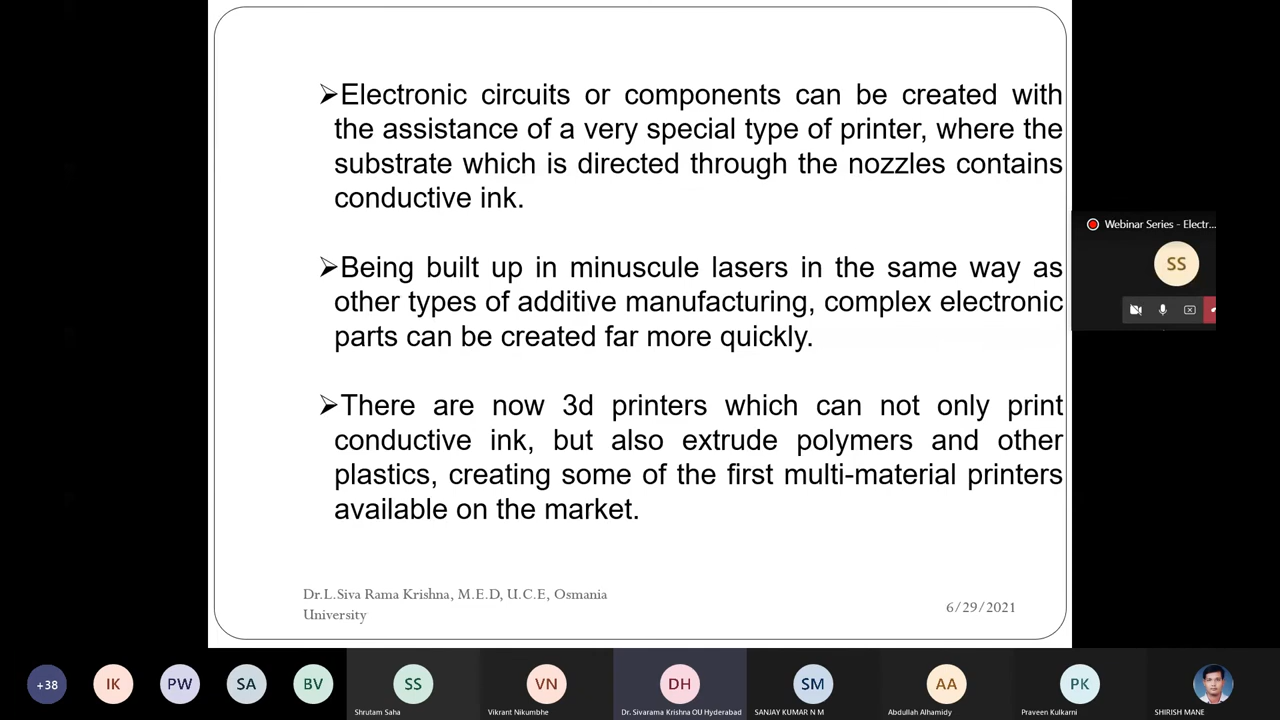 ➢Electronic circuits or components can be created with
the assistance of a very special type of printer, where the
substrate which is directed through the nozzles contains
conductive ink.
➢Being built up in minuscule lasers in the same way as
other types of additive manufacturing, complex electronic
parts can be created far more quickly.
➢There are now 3d printers which can not only print
conductive ink, but also extrude polymers and other
plastics, creating some of the first multi-material printers
available on the market.
Dr.L.Siva Rama Krishna, M.E.D, U.C.E, Osmania
University
6/29/2021
Webinar Series - Electr...
SS
+38
IK
PW
SA
BV
SS
Shrutam Saha
VN
Vikrant Nikumbhe
DH
Dr. Sivarama Krishna OU Hyderabad
SM
SANJAY KUMAR N M
AA
Abdullah Alhamidy
PK
Praveen Kulkarni
SHIRISH MANE